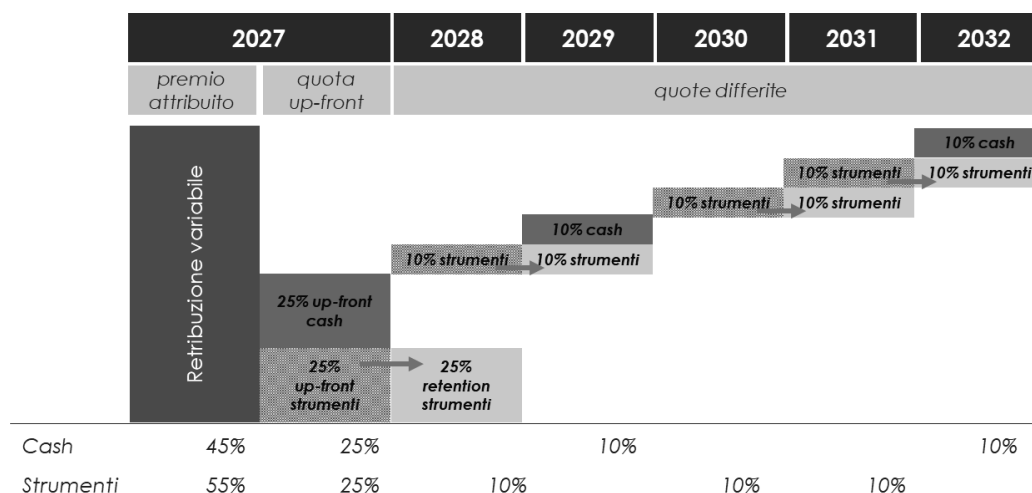 2027 2028 2029 2030 2031 2032
premio attribuito
quota up-front
quote differite
Retribuzione variabile
10% cash
10% strumenti 10% strumenti
10% strumenti 10% strumenti
10% cash
10% strumenti 10% strumenti
25% up-front
cash
25%
up-front
strumenti
25%
retention
strumenti
Cash 45% 25% 10% 10%
Strumenti 55% 25% 10% 10% 10%